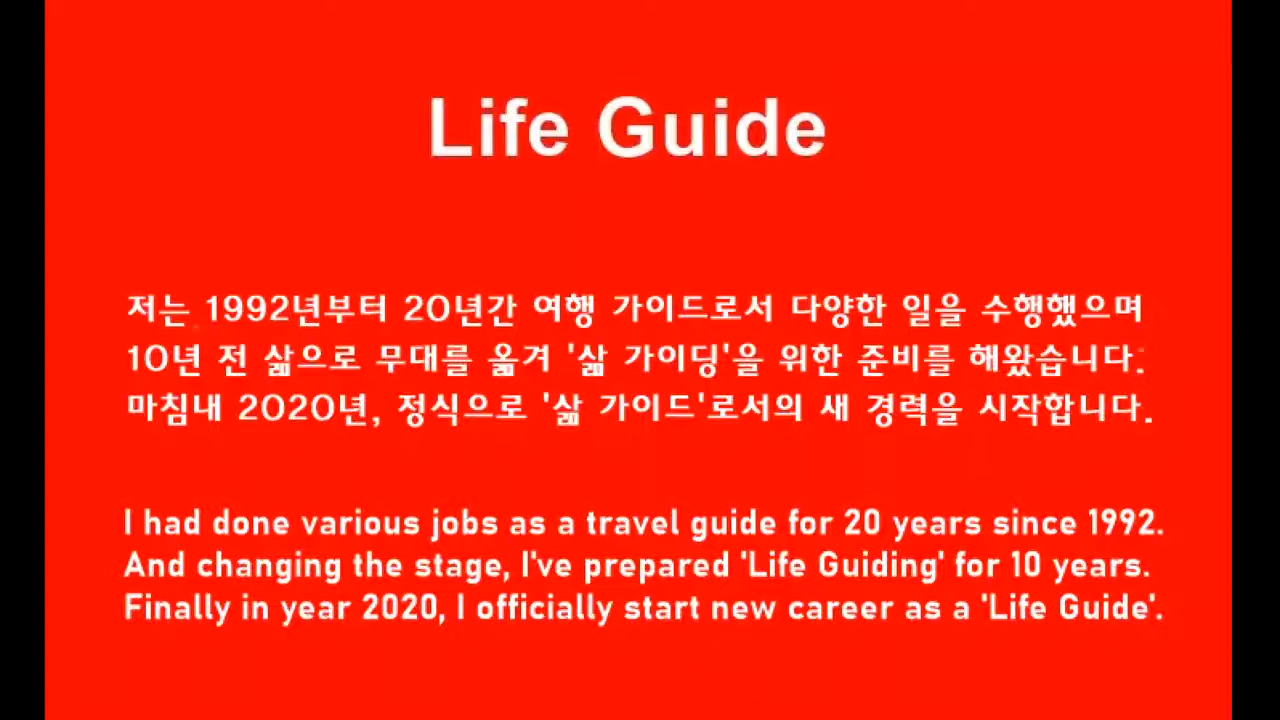 Life Guide
저는 1992년부터 20년간 여행 가이드로서 다양한 일을 수행했으며
10년 전 삶으로 무대를 옮겨 '삶 가이딩'을 위한 준비를 해왔습니다.
마침내 2020년, 정식으로 '삶 가이드'로서의 새 경력을 시작합니다.
I had done various jobs as a travel guide for 20 years since 1992.
And changing the stage, I've prepared 'Life Guiding' for 10 years.
Finally in year 2020, I officially start new career as a 'Life Guide'.